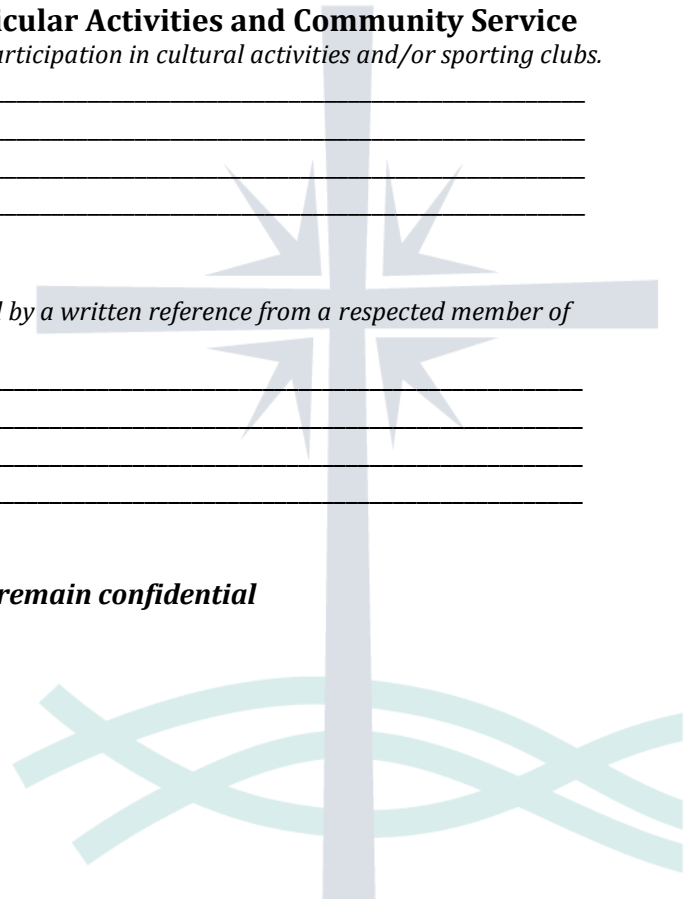 icular Activities and Community Service
articipation in cultural activities and/or sporting clubs.
by a written reference from a respected member of
remain confidential